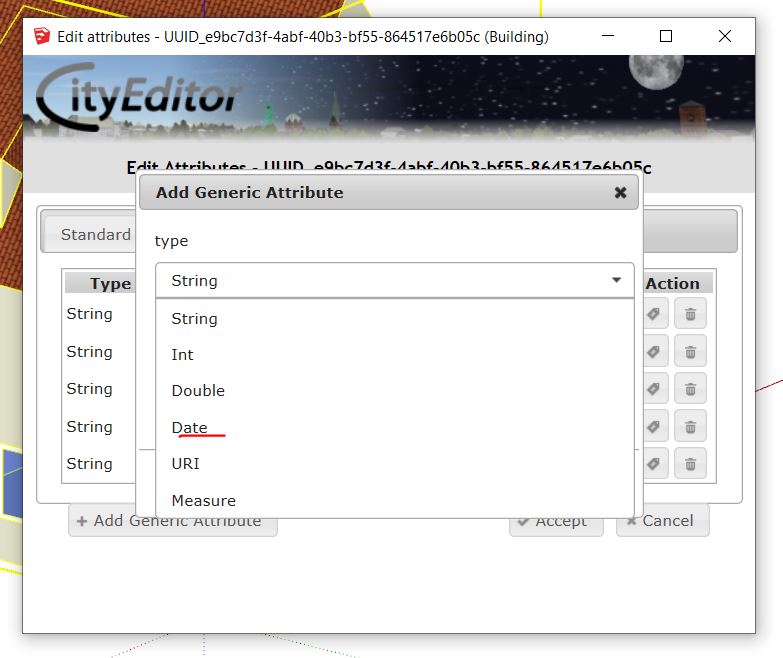 Edit attributes - UUID_e9bc7d3f-4abf-40b3-bf55-864517e6b05c (Building)
CityEditor
Edit Attributes - UUID_e9bc7d3f-4abf-40b3-bf55-864517e6b05c
Add Generic Attribute
Standard
type
String
Type
Action
String
String
String
Int
String
Double
String
Date
String
URI
Measure
+ Add Generic Attribute
Accept
Cancel